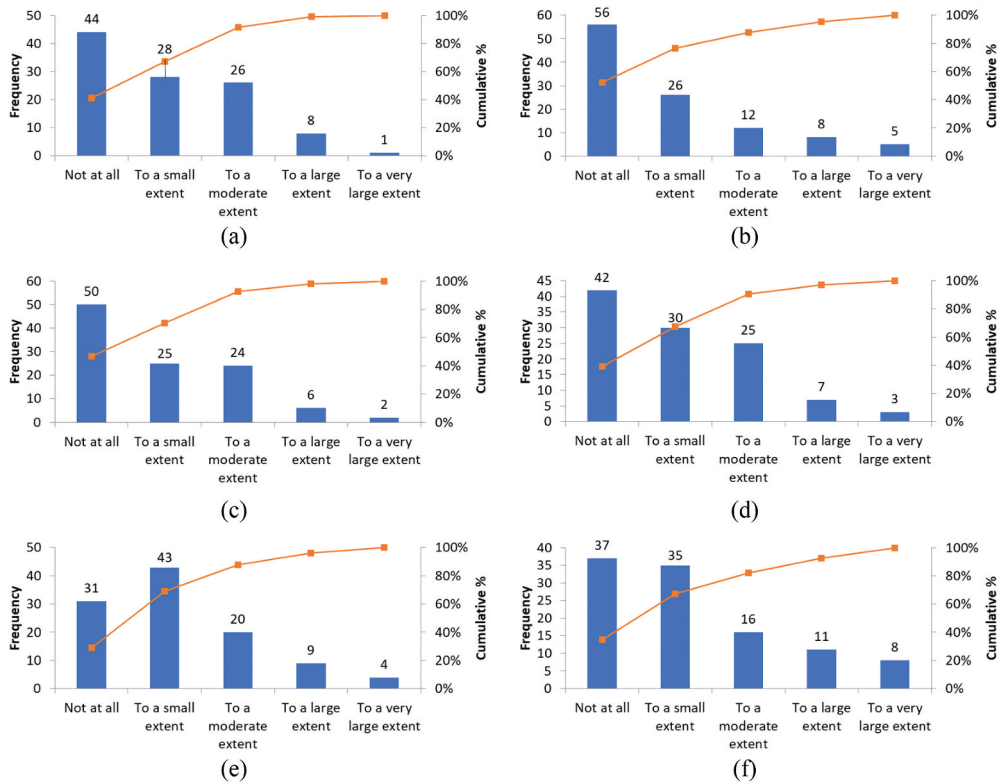 50
40
30
20
10
0
Frequency
44
28
26
8
1
100%
80%
60%
40%
20%
0%
Cumulative %
Not at all
To a small
extent
To a
moderate
extent
To a large
extent
To a very
large extent
(a)
60
50
40
30
20
10
0
Frequency
56
26
12
8
5
100%
80%
60%
40%
20%
0%
Cumulative %
Not at all
To a small
extent
To a
moderate
extent
To a large
extent
To a very
large extent
(b)
60
50
40
30
20
10
0
Frequency
50
25
24
6
2
100%
80%
60%
40%
20%
0%
Cumulative %
Not at all
To a small
extent
To a
moderate
extent
To a large
extent
To a very
large extent
(c)
45
40
35
30
25
20
15
10
5
0
Frequency
42
30
25
7
3
100%
80%
60%
40%
20%
0%
Cumulative %
Not at all
To a small
extent
To a
moderate
extent
To a large
extent
To a very
large extent
(d)
50
40
30
20
10
0
Frequency
31
43
20
9
4
100%
80%
60%
40%
20%
0%
Cumulative %
Not at all
To a small
extent
To a
moderate
extent
To a large
extent
To a very
large extent
(e)
40
35
30
25
20
15
10
5
0
Frequency
37
35
16
11
8
100%
80%
60%
40%
20%
0%
Cumulative %
Not at all
To a small
extent
To a
moderate
extent
To a large
extent
To a very
large extent
(f)